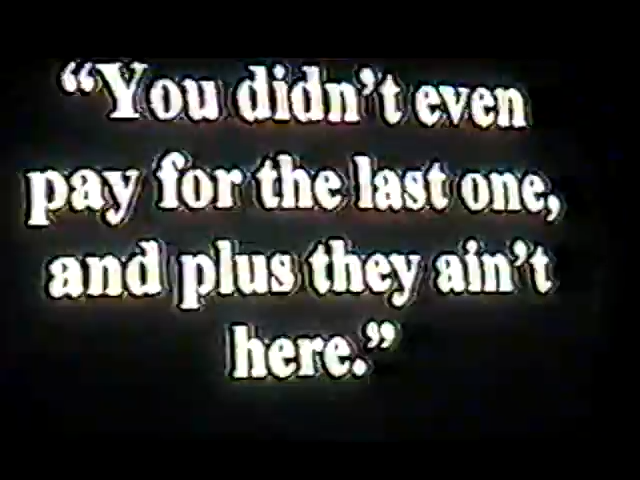 “You didn’t even
pay for the last one,
and plus they ain’t
here.”